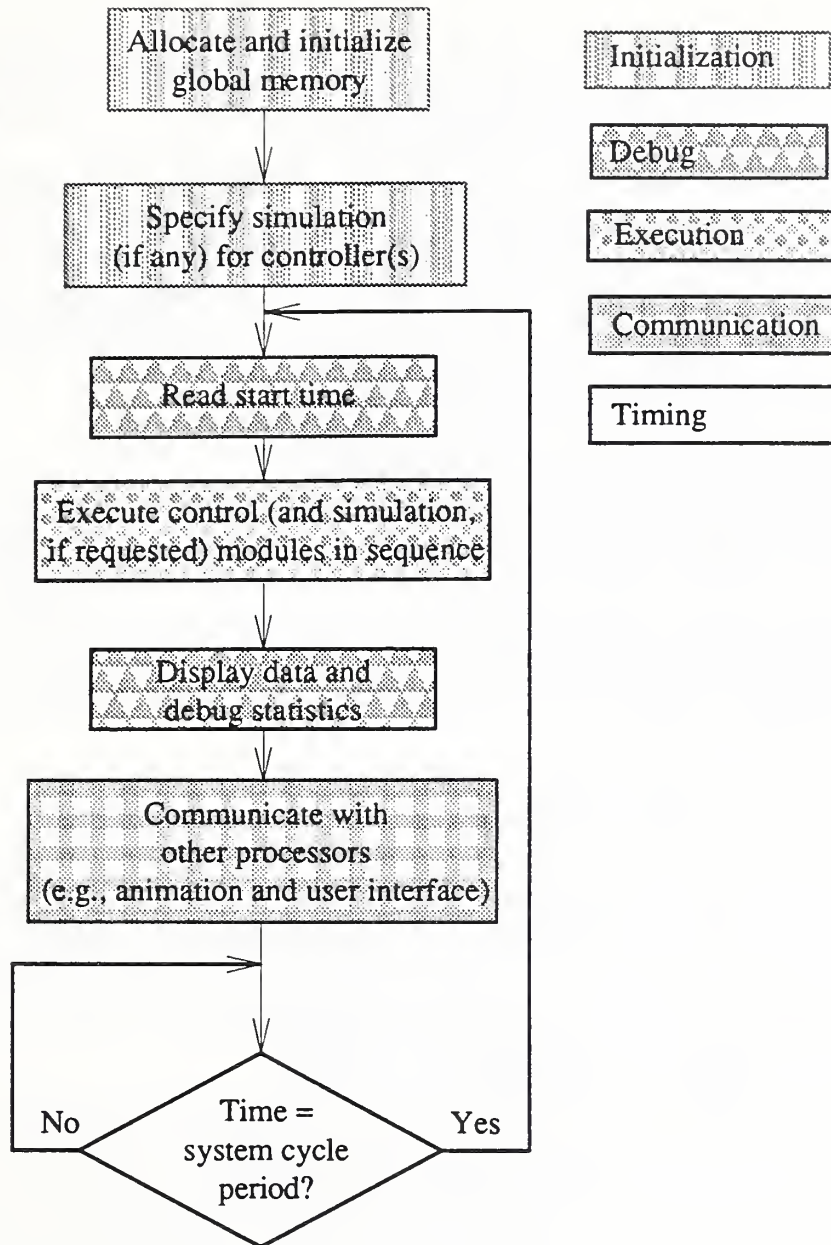 Allocate and initialize
global memory
Specify simulation
(if any) for controller(s)
Read start time
Execute control (and simulation,
if requested) modules in sequence
Display data and
debug statistics
Communicate with
other processors
(e.g., animation and user interface)
Time =
system cycle
period?
No
Yes
Initialization
Debug
Execution
Communication
Timing